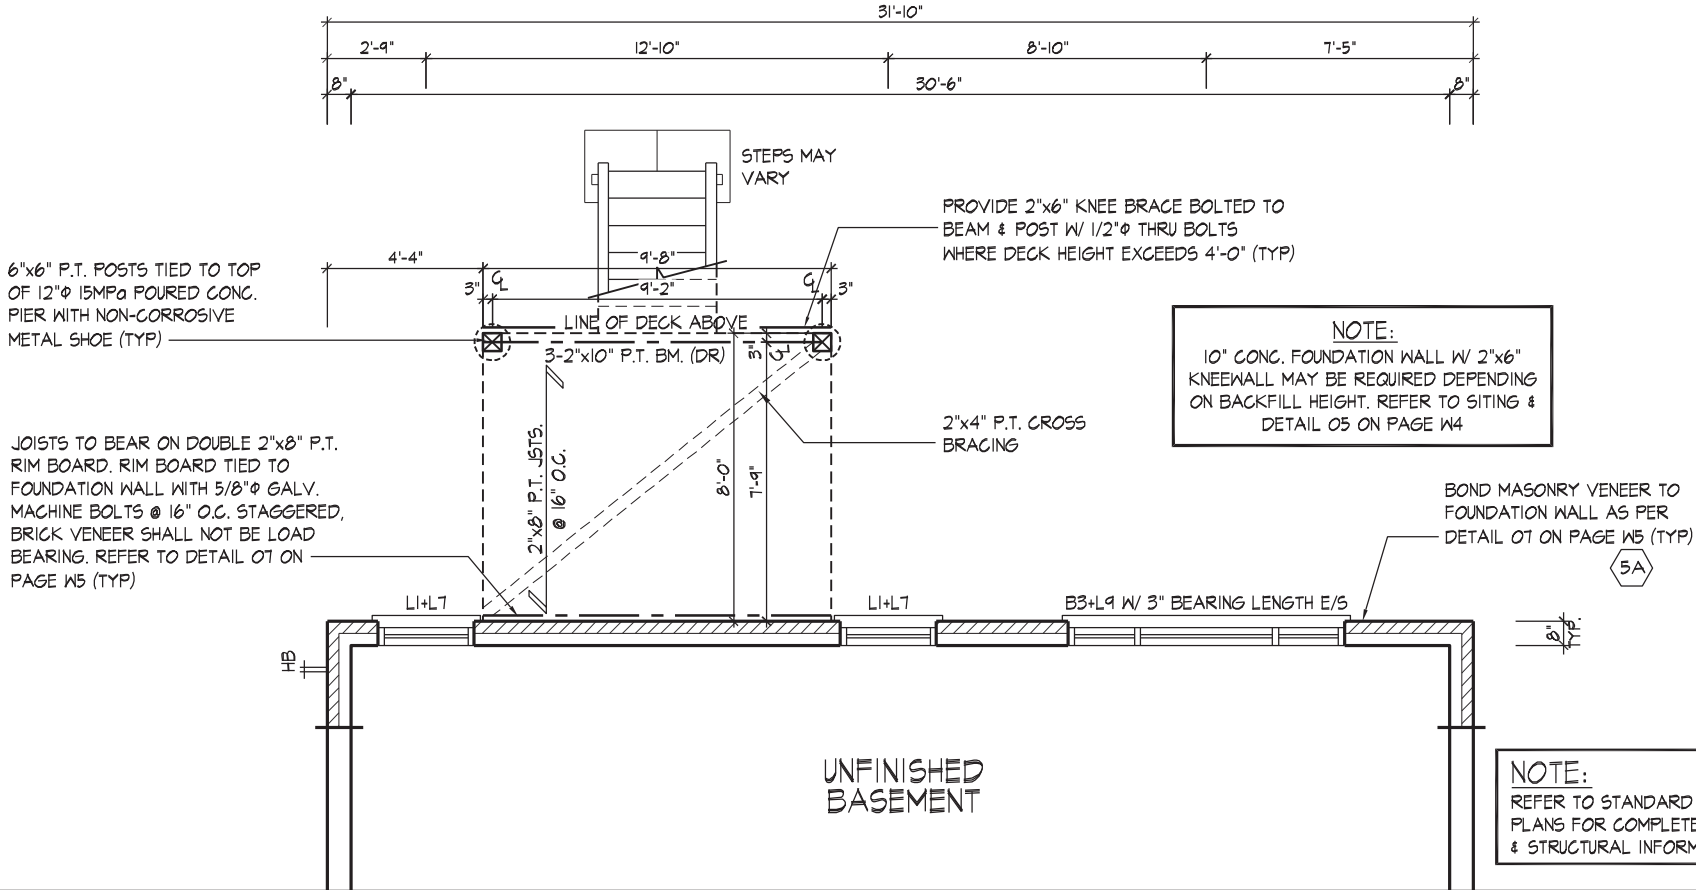 31'-10"
2'-9"
12'-10"
8'-10"
7'-5"
8"
30'-6"
8"
STEPS MAY
VARY
PROVIDE 2"x6" KNEE BRACE BOLTED TO
BEAM & POST W/ 1/2"Φ THRU BOLTS
WHERE DECK HEIGHT EXCEEDS 4'-0" (TYP)
6"x6" P.T. POSTS TIED TO TOP
OF 12"Φ 15MPa POURED CONC.
PIER WITH NON-CORROSIVE
METAL SHOE (TYP)
4'-4"
9'-8"
3"
CL
9'-2"
CL
3"
LINE OF DECK ABOVE
3-2"x10" P.T. BM. (DR)
3"
CL
NOTE:
10" CONC. FOUNDATION WALL W/ 2"x6"
KNEEWALL MAY BE REQUIRED DEPENDING
ON BACKFILL HEIGHT. REFER TO SITING &
DETAIL 05 ON PAGE W4
2"x4" P.T. CROSS
BRACING
JOISTS TO BEAR ON DOUBLE 2"x8" P.T.
RIM BOARD. RIM BOARD TIED TO
FOUNDATION WALL WITH 5/8"Φ GALV.
MACHINE BOLTS @ 16" O.C. STAGGERED,
BRICK VENEER SHALL NOT BE LOAD
BEARING. REFER TO DETAIL 07 ON
PAGE W5 (TYP)
2"x8" P.T. JSTS.
@ 16" O.C.
8'-0"
7'-9"
BOND MASONRY VENEER TO
FOUNDATION WALL AS PER
DETAIL 07 ON PAGE W5 (TYP)
5A
L1+L7
L1+L7
B3+L9 W/ 3" BEARING LENGTH E/S
8"
TYP.
HB
UNFINISHED
BASEMENT
NOTE:
REFER TO STANDARD
PLANS FOR COMPLETE
& STRUCTURAL INFORM